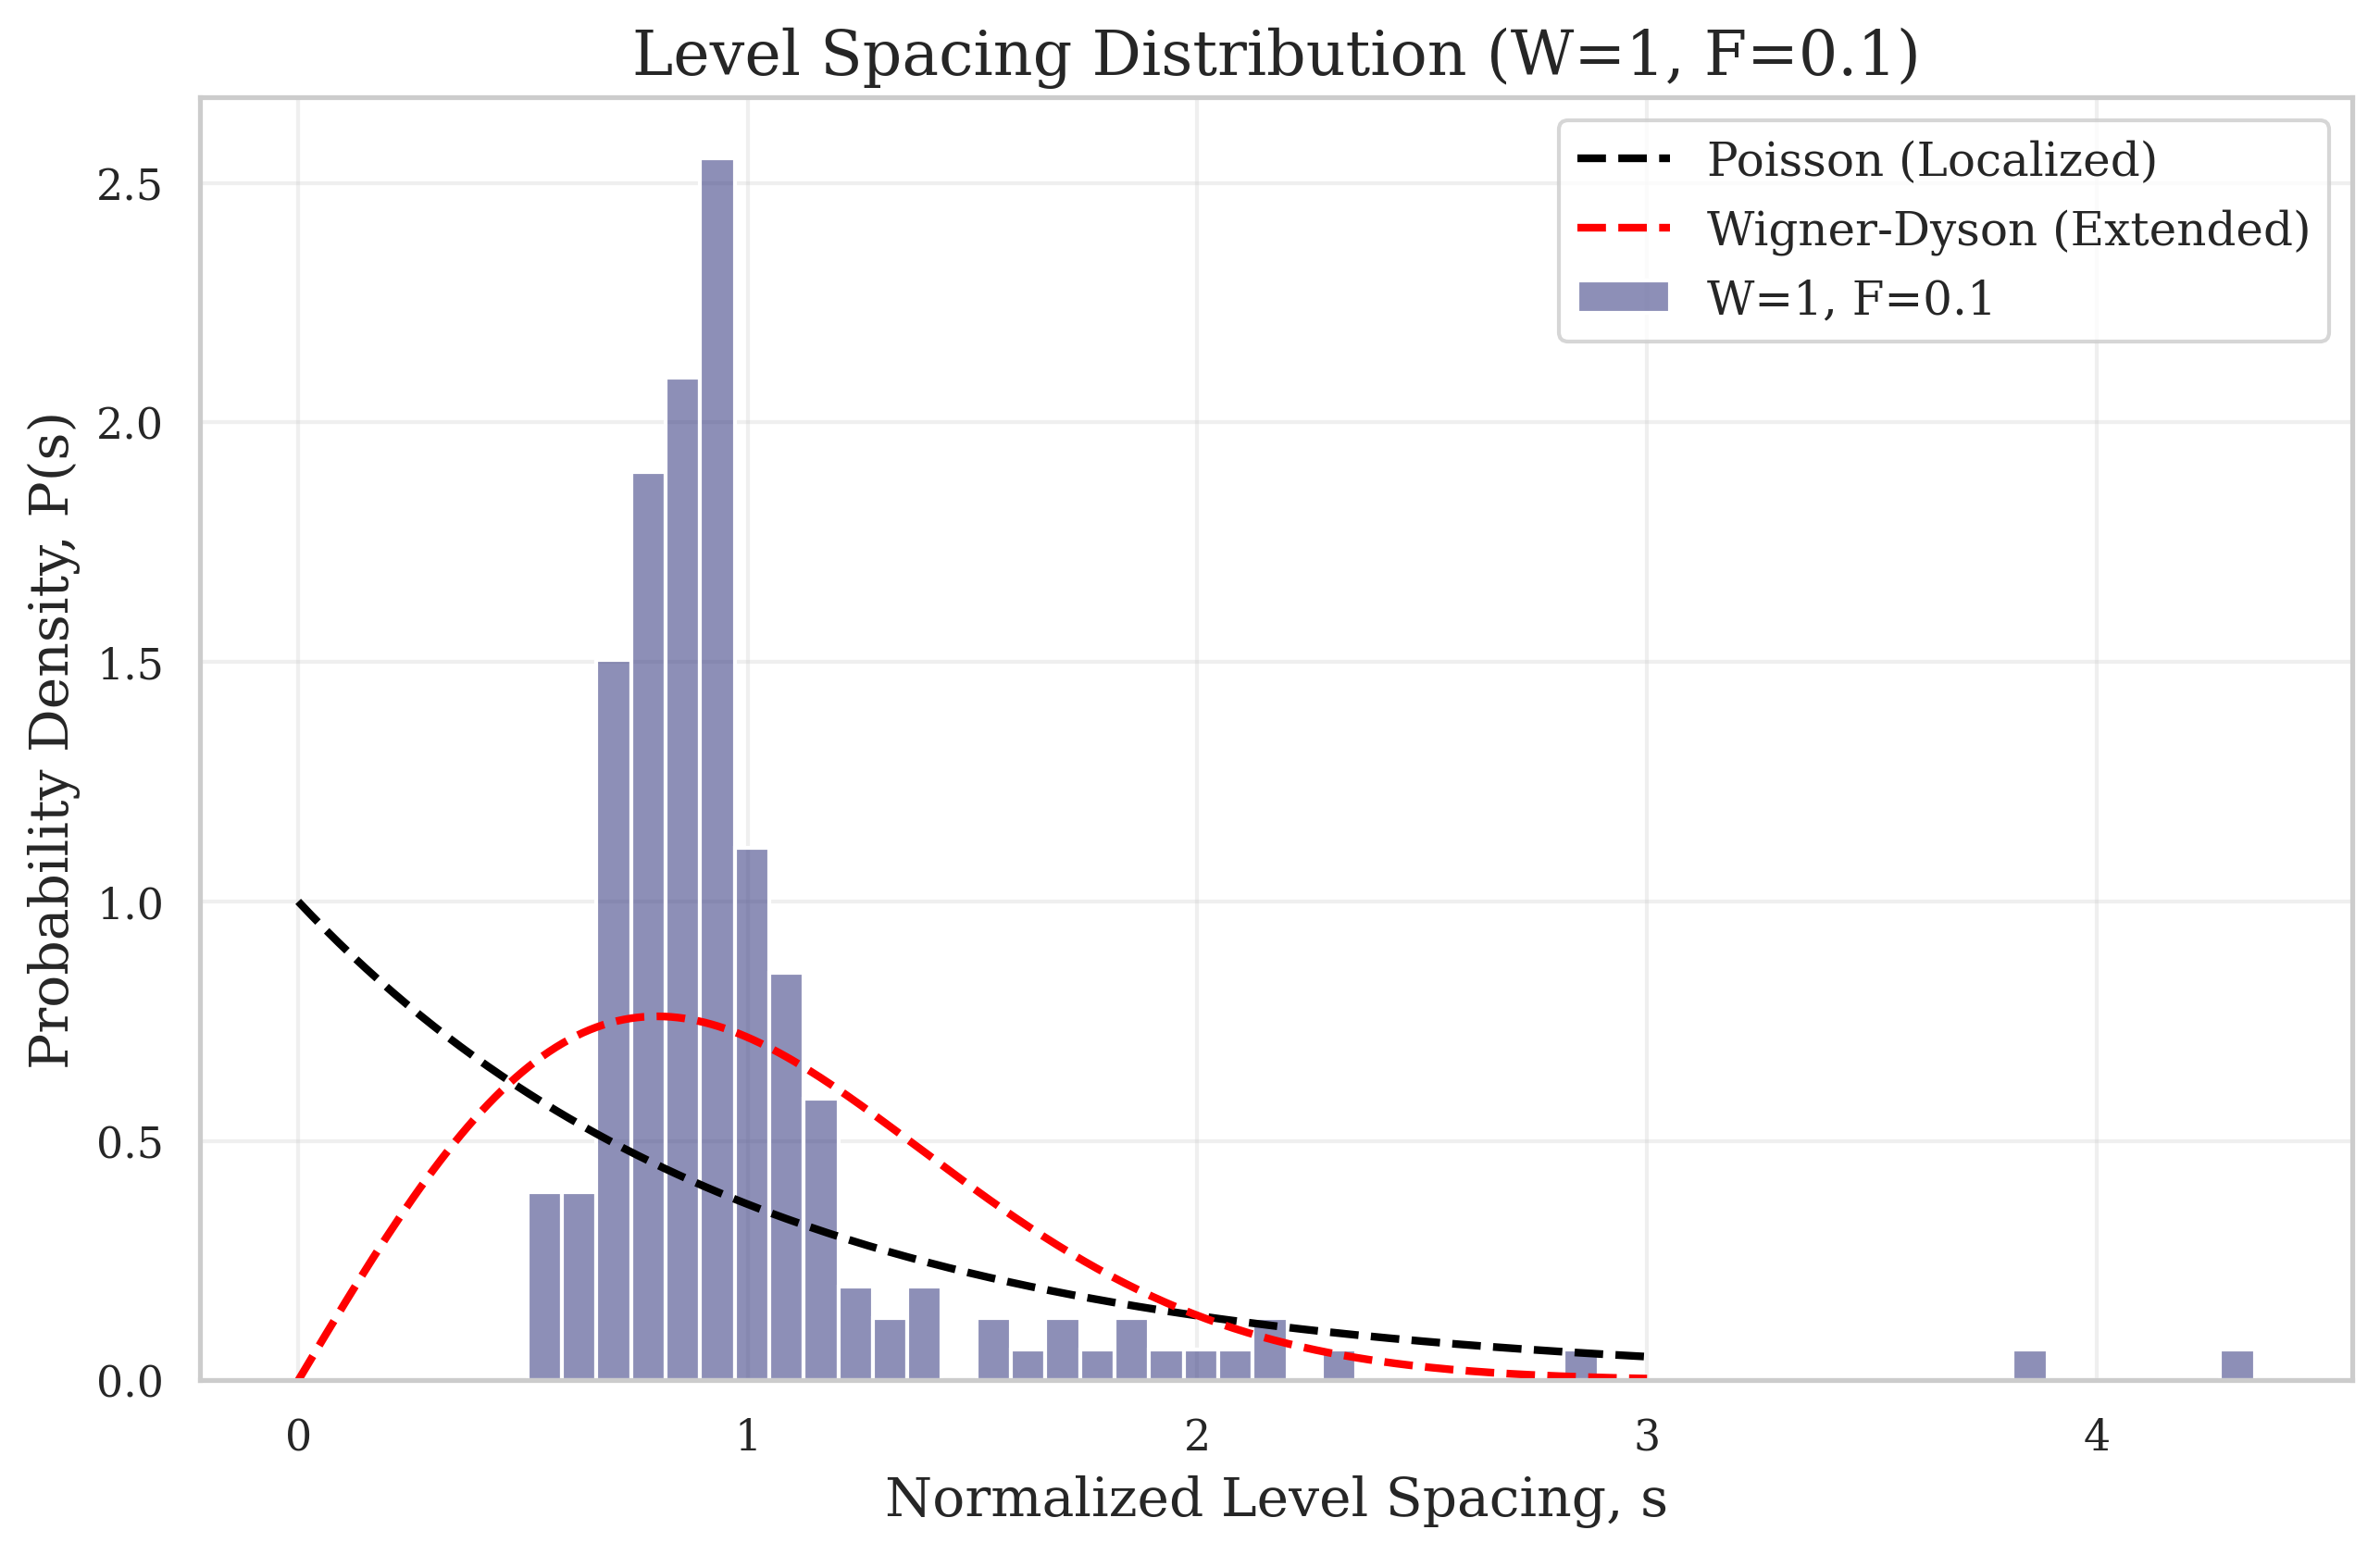 Level Spacing Distribution (W=1, F=0.1)
Poisson (Localized)
Wigner-Dyson (Extended)
W=1, F=0.1
Probability Density, P(s)
2.5
2.0
1.5
1.0
0.5
0.0
0
1
2
3
4
Normalized Level Spacing, s